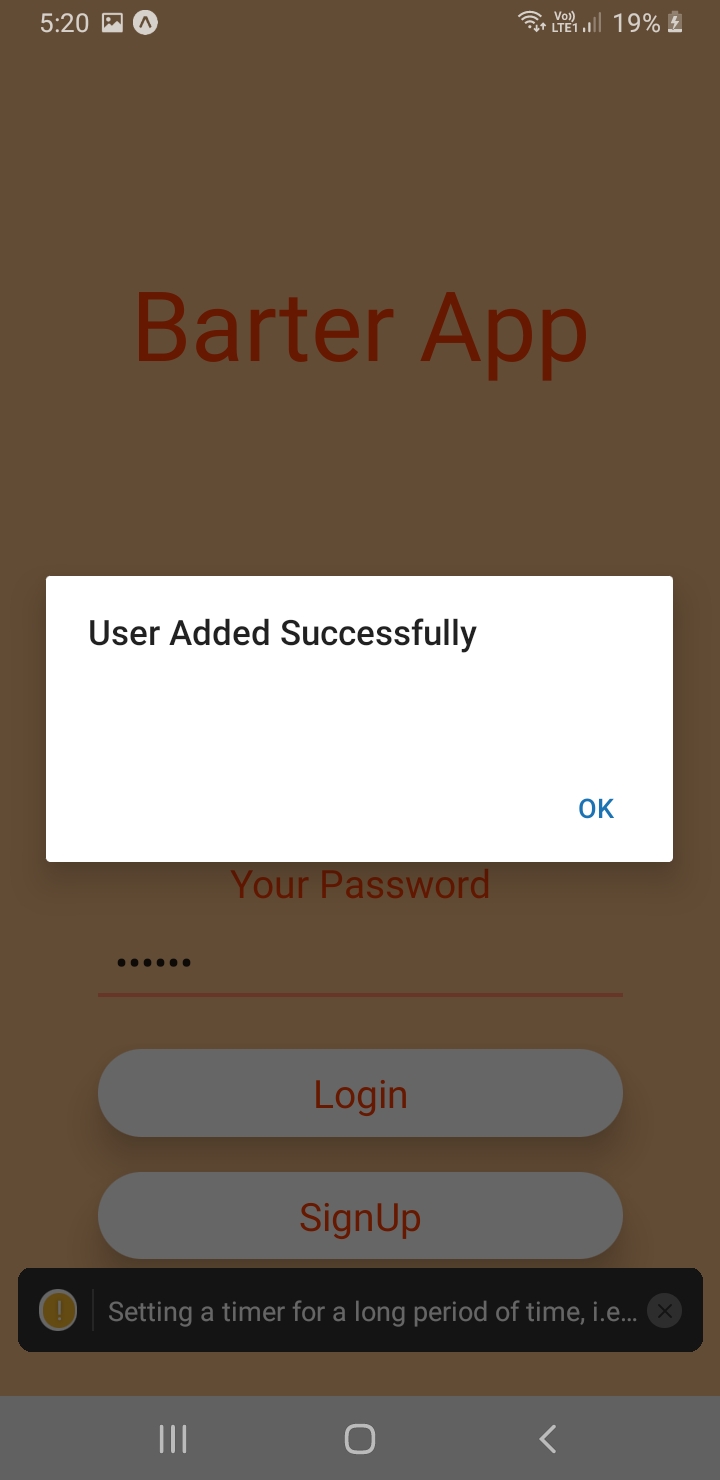 5:20 Vo)) LTE1 19%
Barter App
User Added Successfully
OK
Your Password
••••••
Login
SignUp
! Setting a timer for a long period of time, i.e...